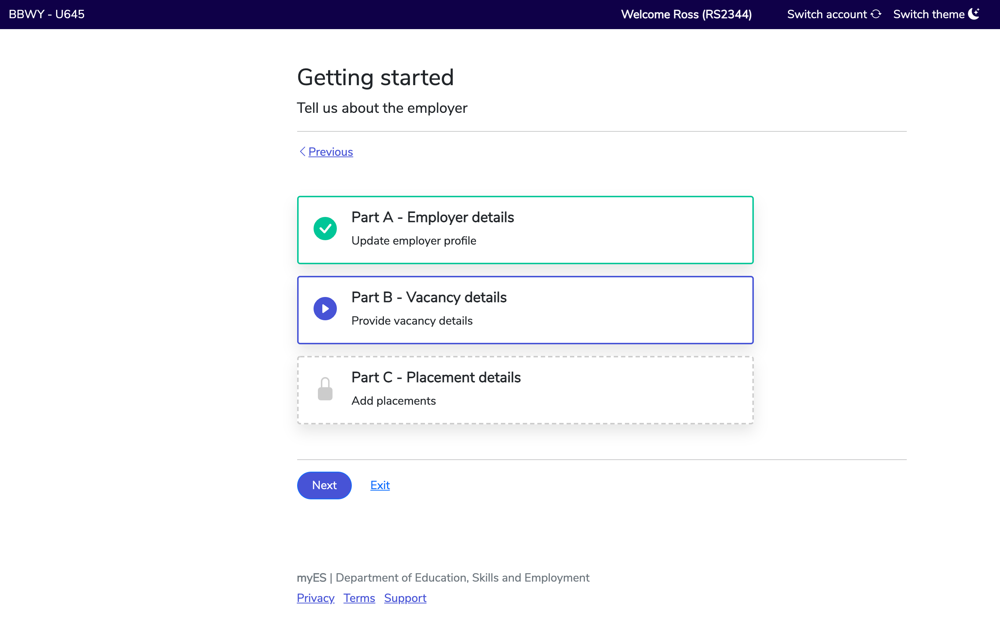 BBWY - U645
Welcome Ross (RS2344)
Switch account
Switch theme
Getting started
Tell us about the employer
Previous
Part A - Employer details
Update employer profile
Part B - Vacancy details
Provide vacancy details
Part C - Placement details
Add placements
Next
Exit
myES | Department of Education, Skills and Employment
Privacy Terms Support